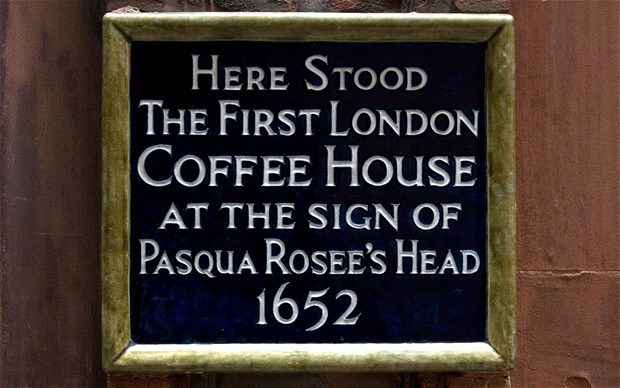 HERE STOOD
THE FIRST LONDON
COFFEE HOUSE
AT THE SIGN OF
PASQUA ROSEE'S HEAD
1652